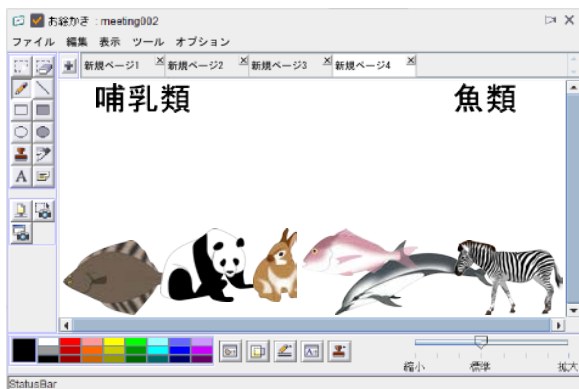 お絵かき : meeting002
ファイル 編集 表示 ツール オプション
新規ページ1 新規ページ2 新規ページ3 新規ページ4
哺乳類 魚類
A
縮小 標準 拡大
StatusBar